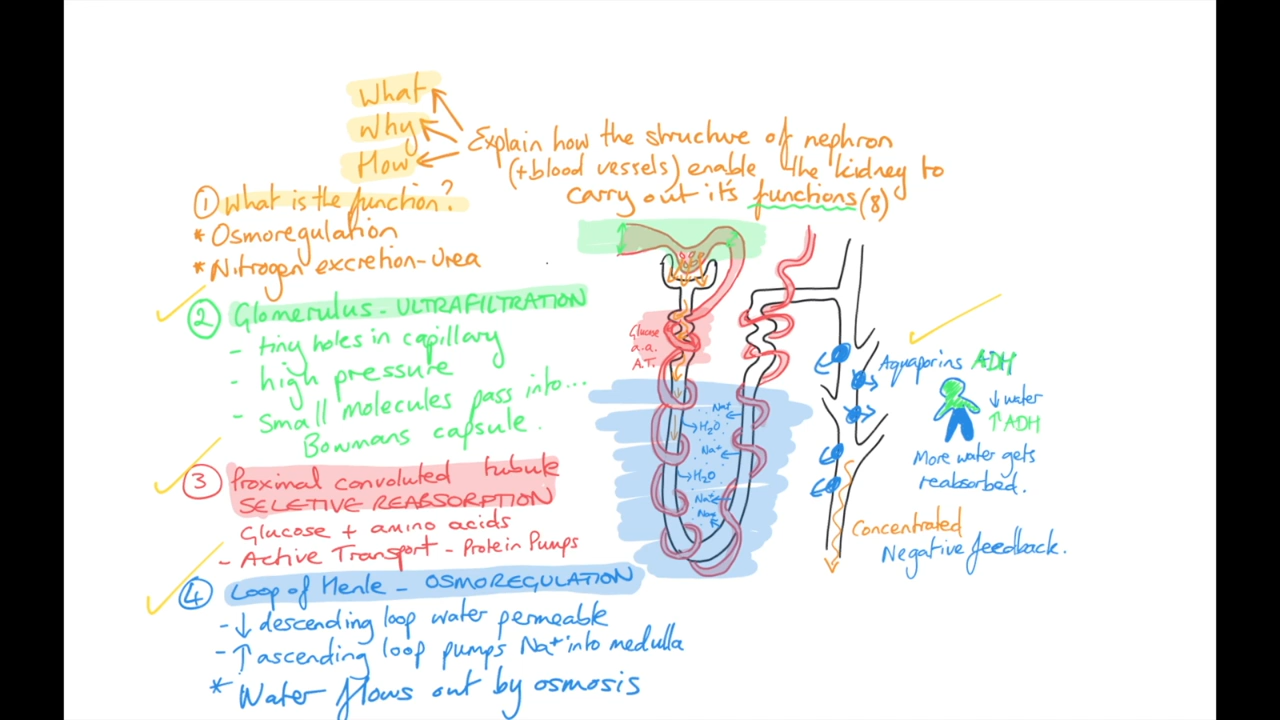 What
Why
How
Explain how the structure of nephron
(+blood vessels) enable the kidney to
carry out it's functions (8)
① What is the function?
* Osmoregulation
* Nitrogen excretion-Urea
② Glomerulus - ULTRAFILTRATION
- tiny holes in capillary
- high pressure
- Small molecules pass into...
Bowmans capsule.
③ Proximal convoluted tubule
SELETIVE REABSORPTION
Glucose + amino acids
- Active Transport - Protein Pumps
④ Loop of Henle - OSMOREGULATION
- ↓ descending loop water permeable
- ↑ ascending loop pumps Na+ into medulla
* Water flows out by osmosis
Glucose
a.a.
A.T.
Na+
H₂O
Na+
H₂O
Na+
Aquaporins ADH
↓ water
↑ ADH
More water gets
reabsorbed.
Concentrated
Negative feedback.